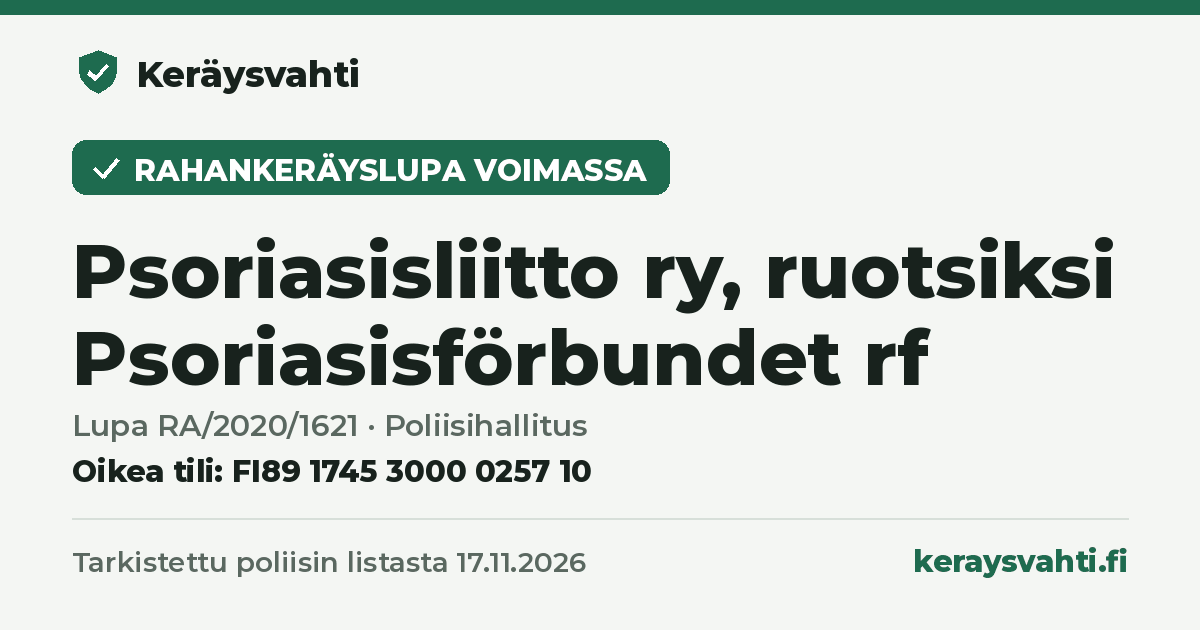 Keräysvahti
RAHANKERÄYSLUPA VOIMASSA
Psoriasisliitto ry, ruotsiksi
Psoriasisförbundet rf
Lupa RA/2020/1621 · Poliisihallitus
Oikea tili: FI89 1745 3000 0257 10
Tarkistettu poliisin listasta 17.11.2026
keraysvahti.fi